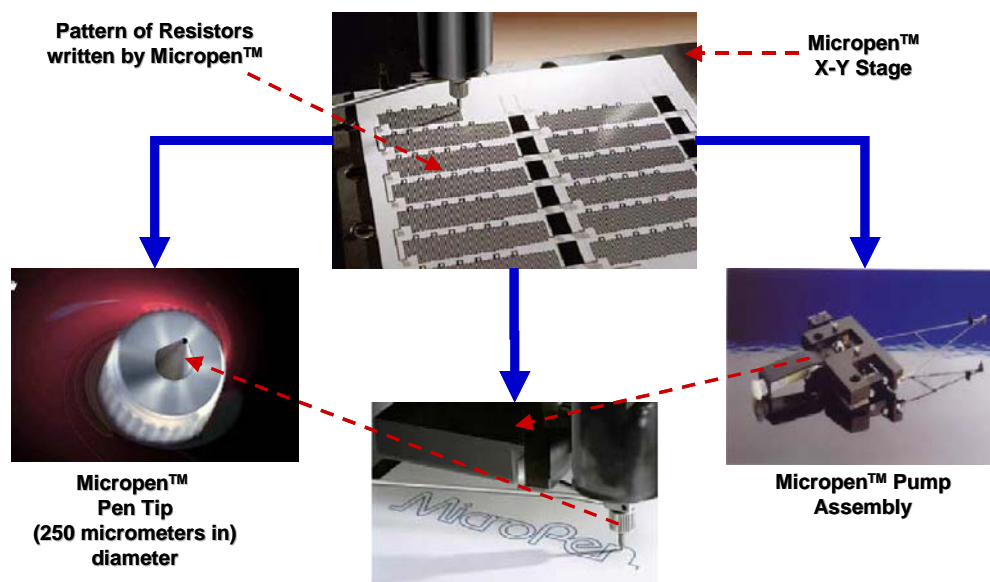 Pattern of Resistors
written by Micropen™
Micropen™
X-Y Stage
MicroPen
Micropen™
Pen Tip
(250 micrometers in)
diameter
Micropen™ Pump
Assembly